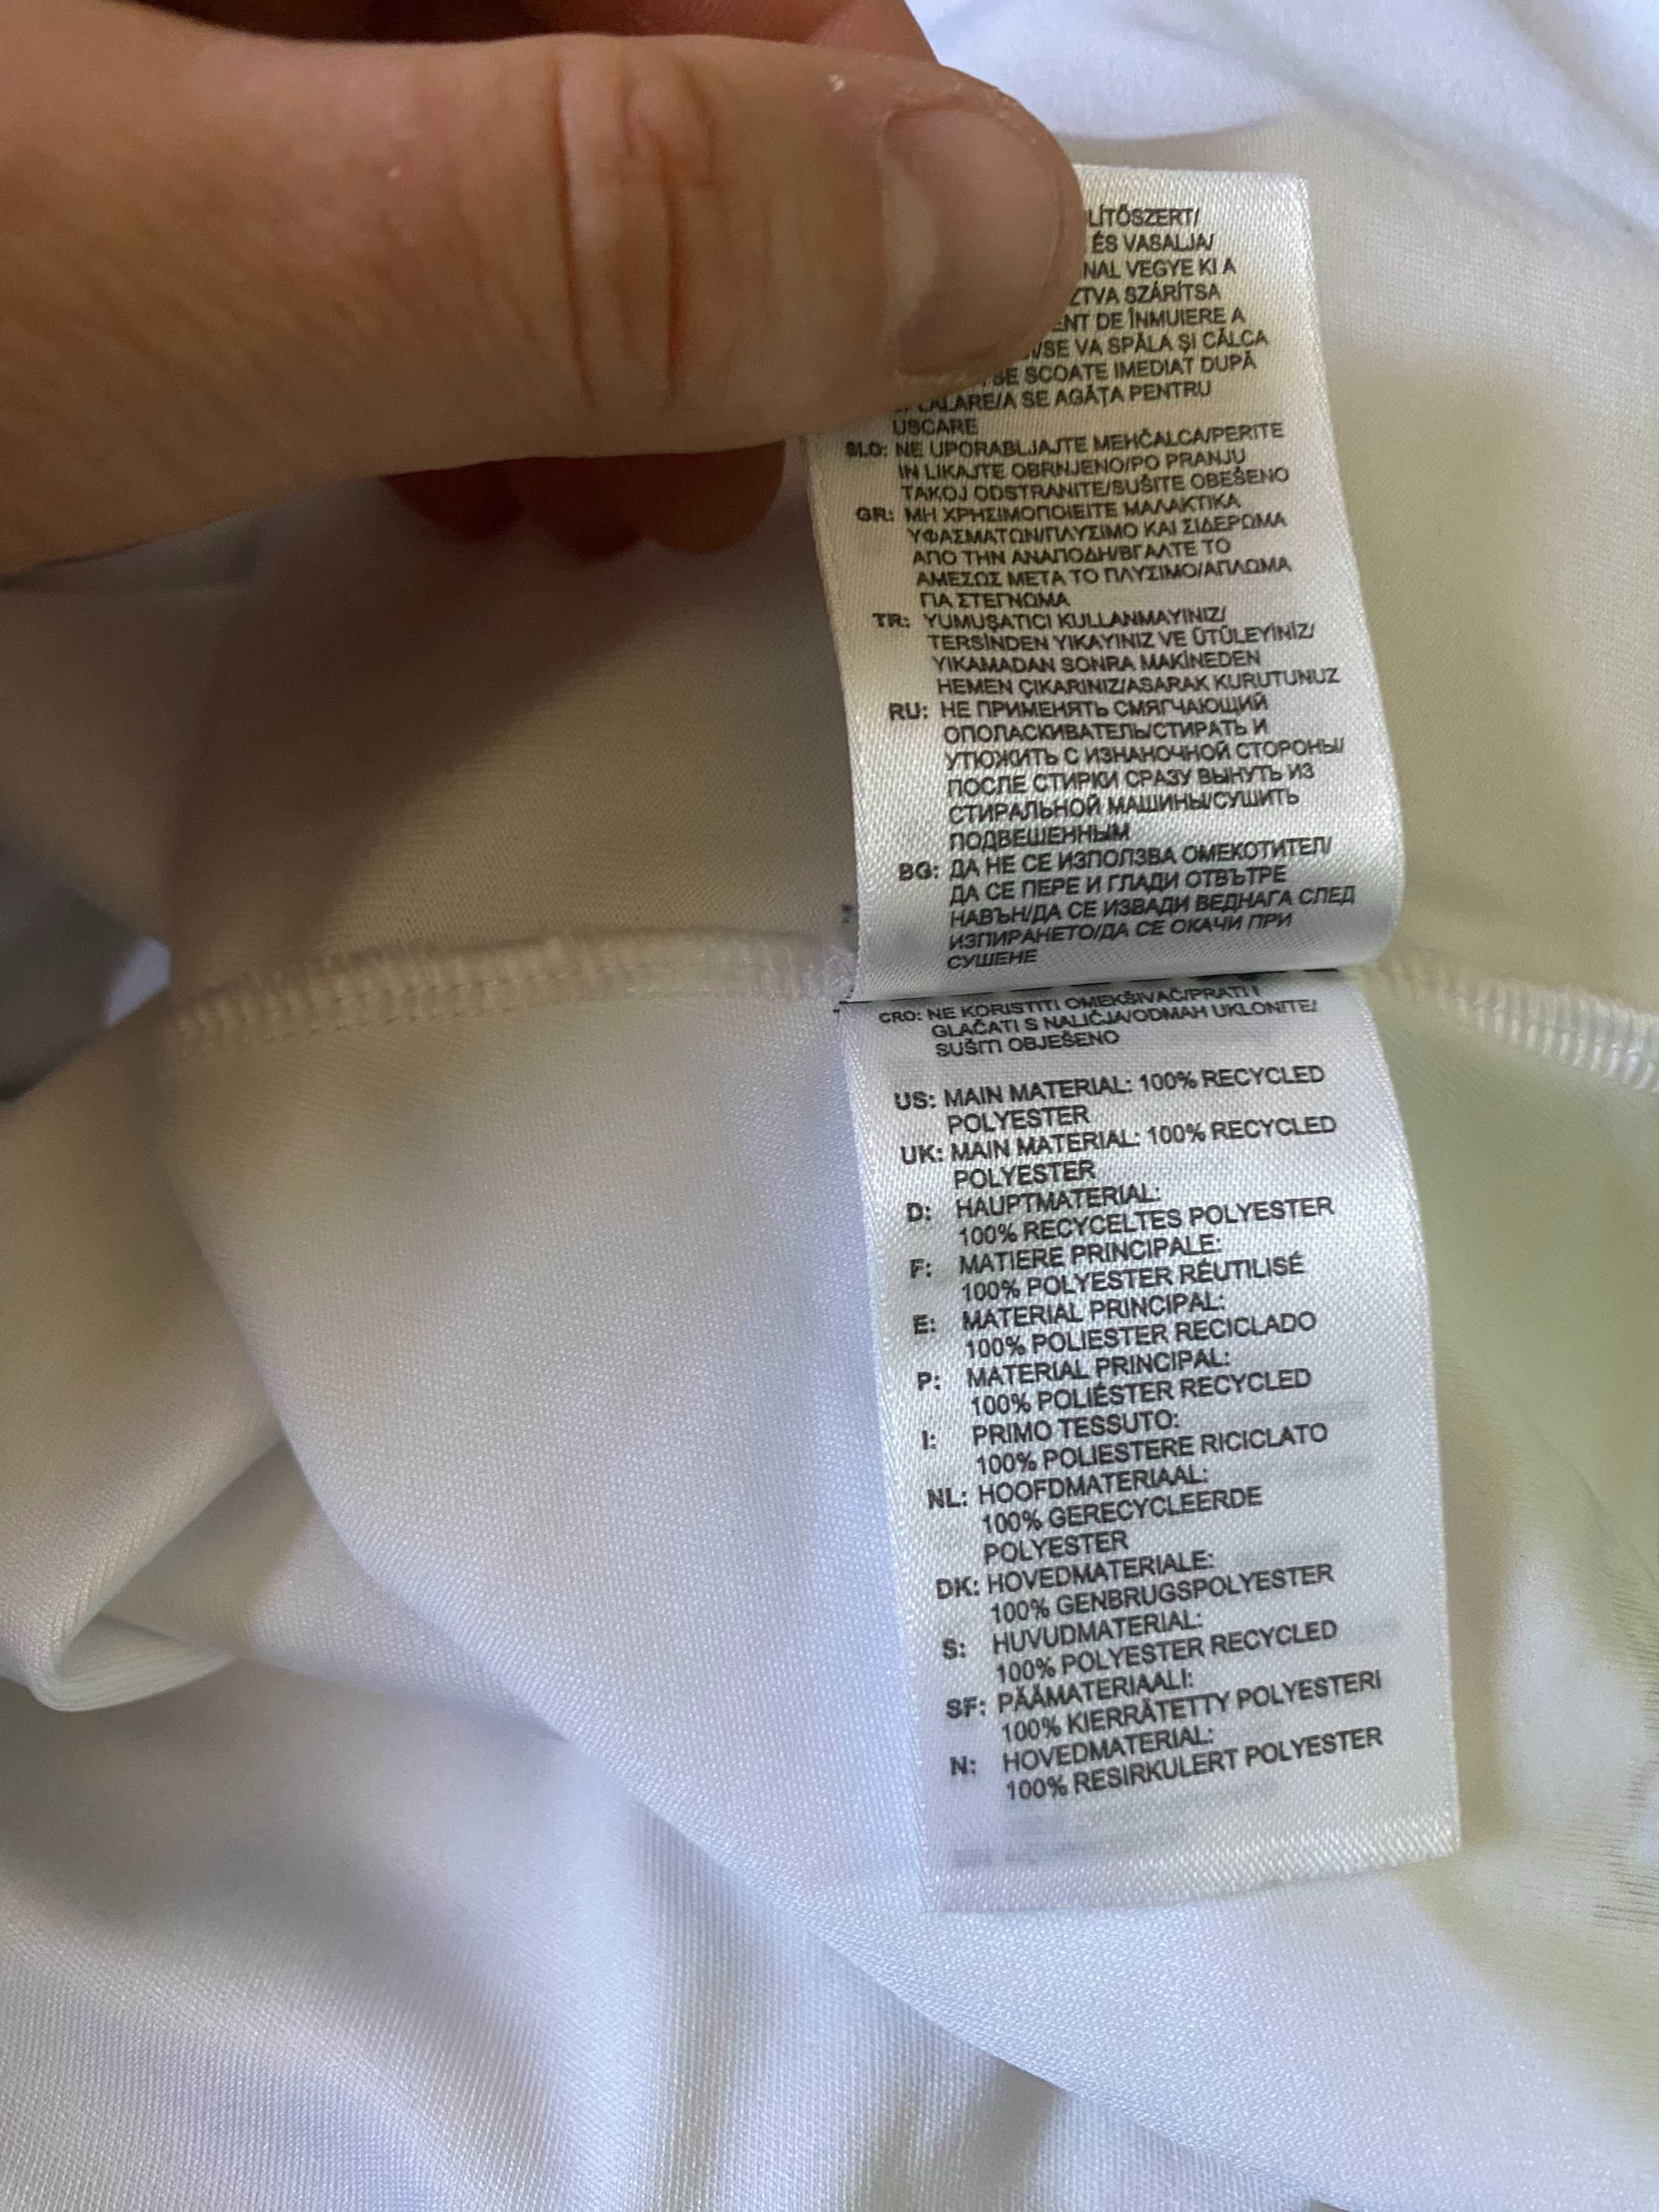 LÍTŐSZERT/
ÉS VASALJA/
NAL VEGYE KI A
ZTVA SZÁRÍTSA
ENT DE ÎNMUIERE A
/SE VA SPĂLA ŞI CĂLCA
SE SCOATE IMEDIAT DUPĂ
SPĂLARE/A SE AGĂŢA PENTRU
USCARE
SLO: NE UPORABLJAJTE MEHČALCA/PERITE
IN LIKAJTE OBRNJENO/PO PRANJU
TAKOJ ODSTRANITE/SUŠITE OBEŠENO
GR: ΜΗ ΧΡΗΣΙΜΟΠΟΙΕΙΤΕ ΜΑΛΑΚΤΙΚΑ
ΥΦΑΣΜΑΤΩΝ/ΠΛΥΣΙΜΟ ΚΑΙ ΣΙΔΕΡΩΜΑ
ΑΠΟ ΤΗΝ ΑΝΑΠΟΔΗ/ΒΓΑΛΤΕ ΤΟ
ΑΜΕΣΩΣ ΜΕΤΑ ΤΟ ΠΛΥΣΙΜΟ/ΑΠΛΩΜΑ
ΓΙΑ ΣΤΕΓΝΩΜΑ
TR: YUMUŞATICI KULLANMAYINIZ/
TERSİNDEN YIKAYINIZ VE ÜTÜLEYİNİZ/
YIKAMADAN SONRA MAKİNEDEN
HEMEN ÇIKARINIZ/ASARAK KURUTUNUZ
RU: НЕ ПРИМЕНЯТЬ СМЯГЧАЮЩИЙ
ОПОЛАСКИВАТЕЛЬ/СТИРАТЬ И
УТЮЖИТЬ С ИЗНАНОЧНОЙ СТОРОНЫ/
ПОСЛЕ СТИРКИ СРАЗУ ВЫНУТЬ ИЗ
СТИРАЛЬНОЙ МАШИНЫ/СУШИТЬ
ПОДВЕШЕННЫМ
BG: ДА НЕ СЕ ИЗПОЛЗВА ОМЕКОТИТЕЛ/
ДА СЕ ПЕРЕ И ГЛАДИ ОТВЪТРЕ
НАВЪН/ДА СЕ ИЗВАДИ ВЕДНАГА СЛЕД
ИЗПИРАНЕТО/ДА СЕ ОКАЧИ ПРИ
СУШЕНЕ
CRO: NE KORISTITI OMEKŠIVAČ/PRATI I
GLAČATI S NALIČJA/ODMAH UKLONITE/
SUŠITI OBJEŠENO
US: MAIN MATERIAL: 100% RECYCLED
POLYESTER
UK: MAIN MATERIAL: 100% RECYCLED
POLYESTER
D: HAUPTMATERIAL:
100% RECYCELTES POLYESTER
F: MATIERE PRINCIPALE:
100% POLYESTER RÉUTILISÉ
E: MATERIAL PRINCIPAL:
100% POLIESTER RECICLADO
P: MATERIAL PRINCIPAL:
100% POLIÉSTER RECYCLED
I: PRIMO TESSUTO:
100% POLIESTERE RICICLATO
NL: HOOFDMATERIAAL:
100% GERECYCLEERDE
POLYESTER
DK: HOVEDMATERIALE:
100% GENBRUGSPOLYESTER
S: HUVUDMATERIAL:
100% POLYESTER RECYCLED
SF: PÄÄMATERIAALI:
100% KIERRÄTETTY POLYESTERI
N: HOVEDMATERIAL:
100% RESIRKULERT POLYESTER